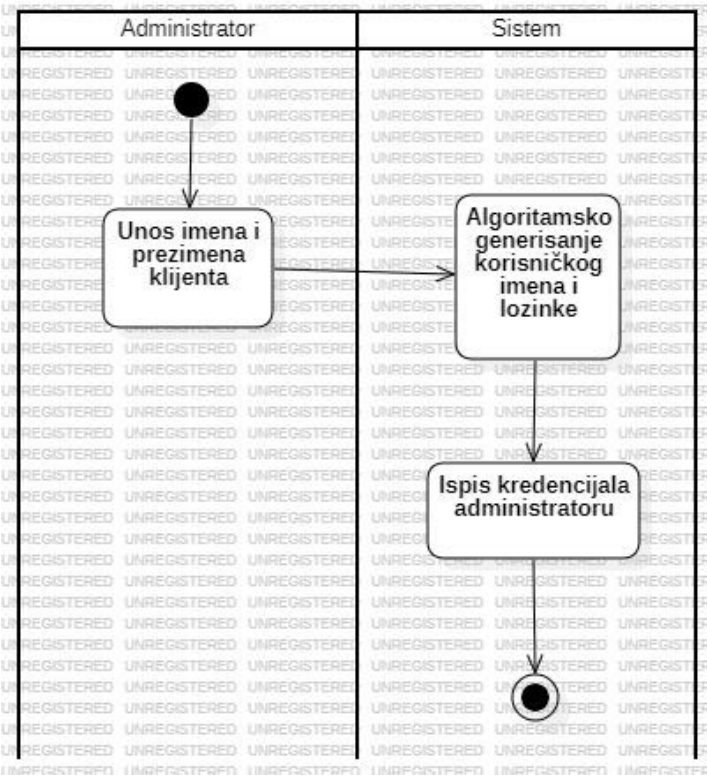 Administrator
Sistem
Unos imena i
prezimena
klijenta
Algoritamsko
generisanje
korisničkog
imena i
lozinke
Ispis kredencijala
administratoru
UNREGISTERED